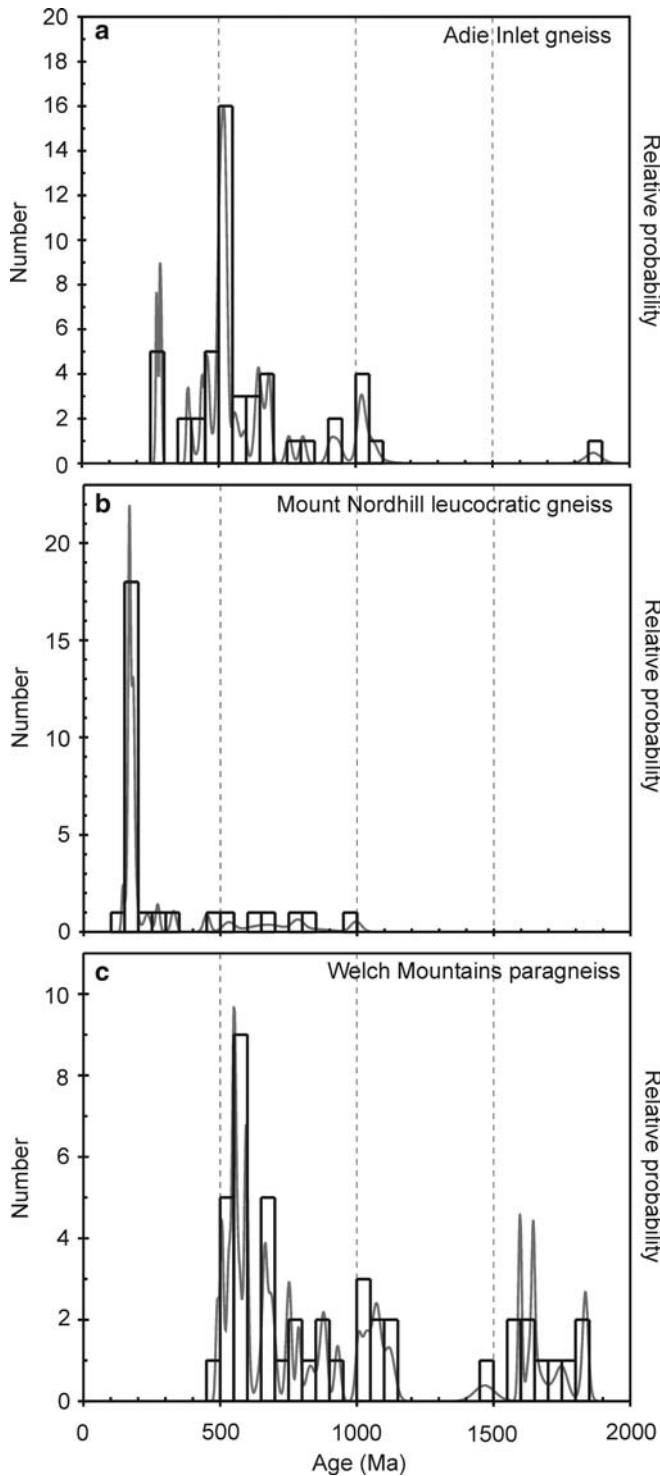 a
Adie Inlet gneiss
20
18
16
14
12
10
8
6
4
2
0
Number
Relative probability
b
Mount Nordhill leucocratic gneiss
20
15
10
5
0
Number
Relative probability
c
Welch Mountains paragneiss
10
8
6
4
2
0
Number
Relative probability
0 500 1000 1500 2000
Age (Ma)